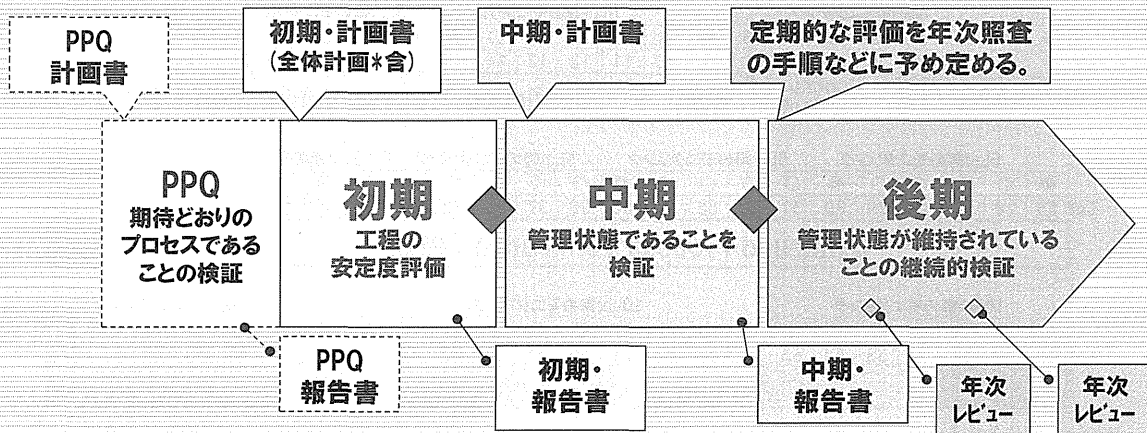 PPQ
計画書
初期・計画書
(全体計画*含)
中期・計画書
定期的な評価を年次照査
の手順などに予め定める。
PPQ
期待どおりの
プロセスである
ことの検証
初期
工程の
安定度評価
中期
管理状態であることを
検証
後期
管理状態が維持されている
ことの継続的検証
PPQ
報告書
初期・
報告書
中期・
報告書
年次
レビュー
年次
レビュー